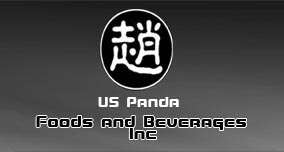 趙
US Panda
Foods and Beverages
Inc